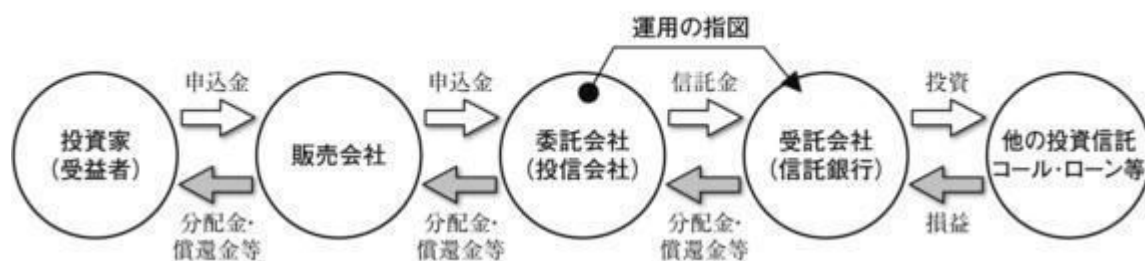 運用の指図
申込金
申込金
信託金
投資
投資家
(受益者)
販売会社
委託会社
(投信会社)
受託会社
(信託銀行)
他の投資信託
コール・ローン等
分配金・
償還金等
分配金・
償還金等
分配金・
償還金等
損益